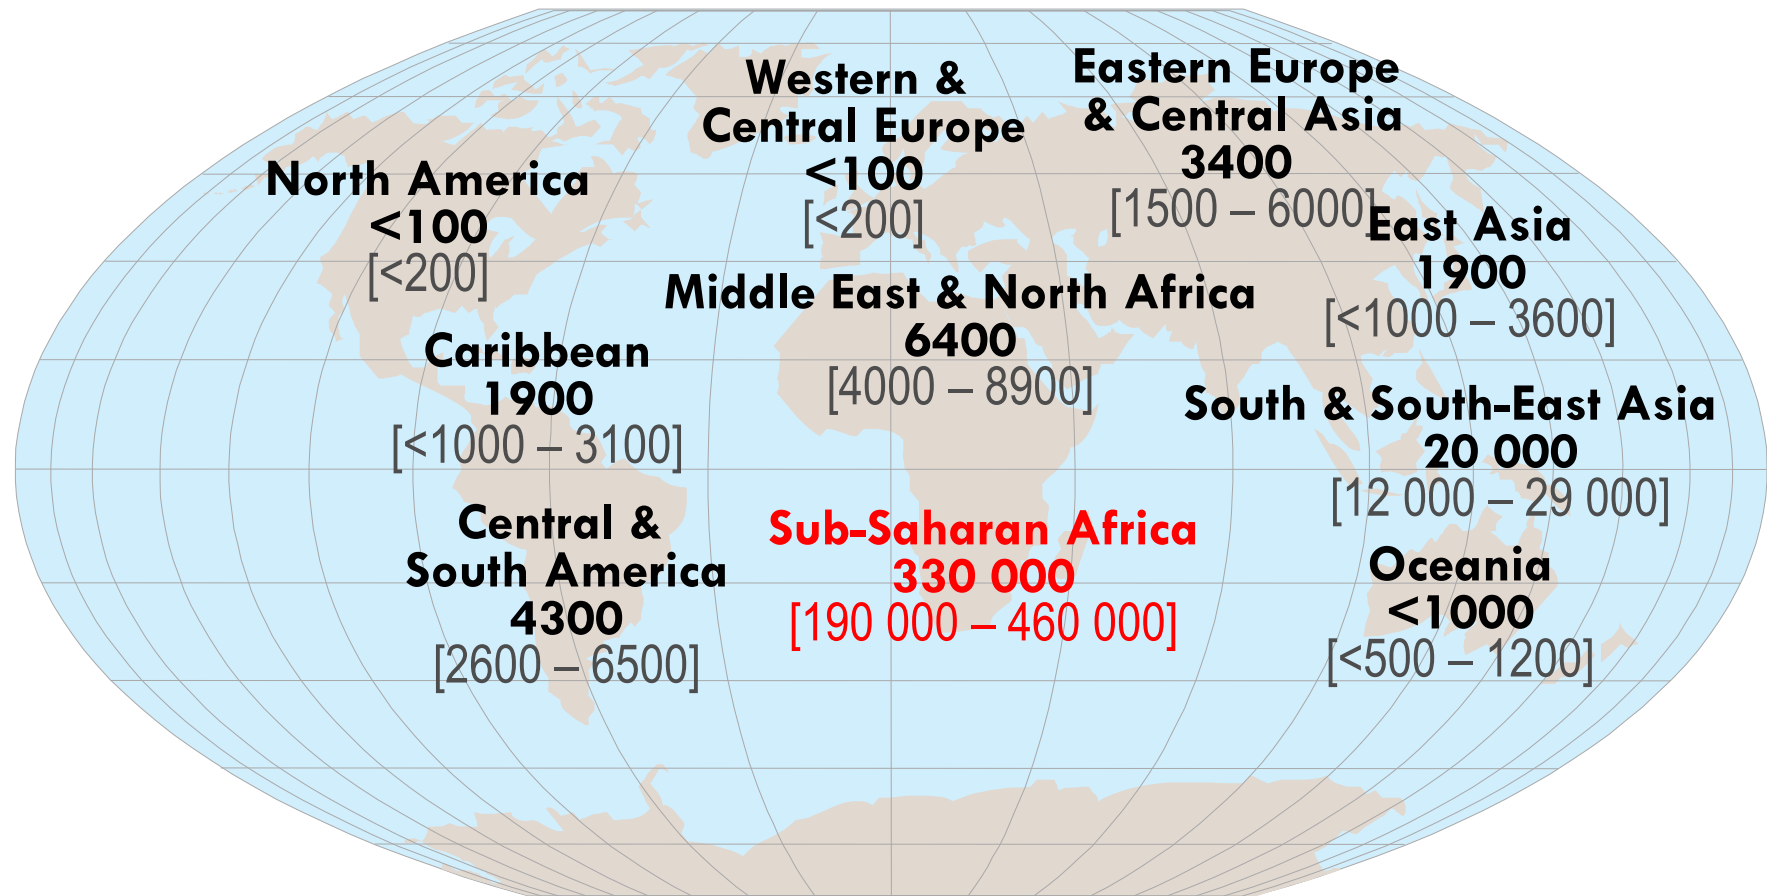 Western &
Central Europe
<100
[<200]
Eastern Europe
& Central Asia
3400
[1500 – 6000]
North America
<100
[<200]
East Asia
1900
[<1000 – 3600]
Middle East & North Africa
6400
[4000 – 8900]
Caribbean
1900
[<1000 – 3100]
South & South-East Asia
20 000
[12 000 – 29 000]
Central &
South America
4300
[2600 – 6500]
Sub-Saharan Africa
330 000
[190 000 – 460 000]
Oceania
<1000
[<500 – 1200]